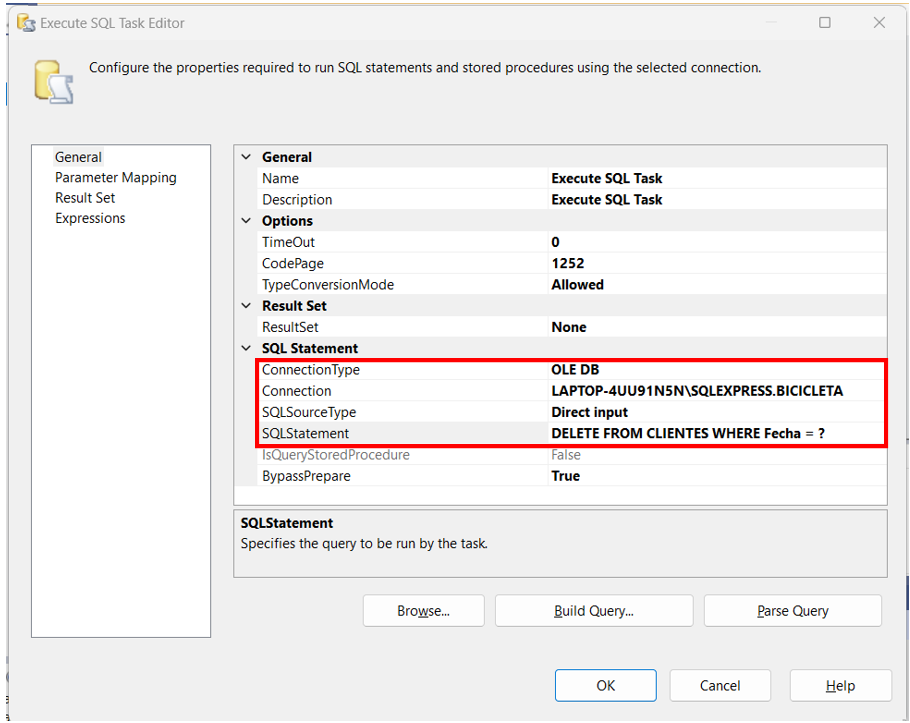 Execute SQL Task Editor
Configure the properties required to run SQL statements and stored procedures using the selected connection.
General
Parameter Mapping
Result Set
Expressions
General
Name Execute SQL Task
Description Execute SQL Task
Options
TimeOut 0
CodePage 1252
TypeConversionMode Allowed
Result Set
ResultSet None
SQL Statement
ConnectionType OLE DB
Connection LAPTOP-4UU91N5N\SQLEXPRESS.BICICLETA
SQLSourceType Direct input
SQLStatement DELETE FROM CLIENTES WHERE Fecha = ?
IsQueryStoredProcedure False
BypassPrepare True
SQLStatement
Specifies the query to be run by the task.
Browse... Build Query... Parse Query
OK Cancel Help